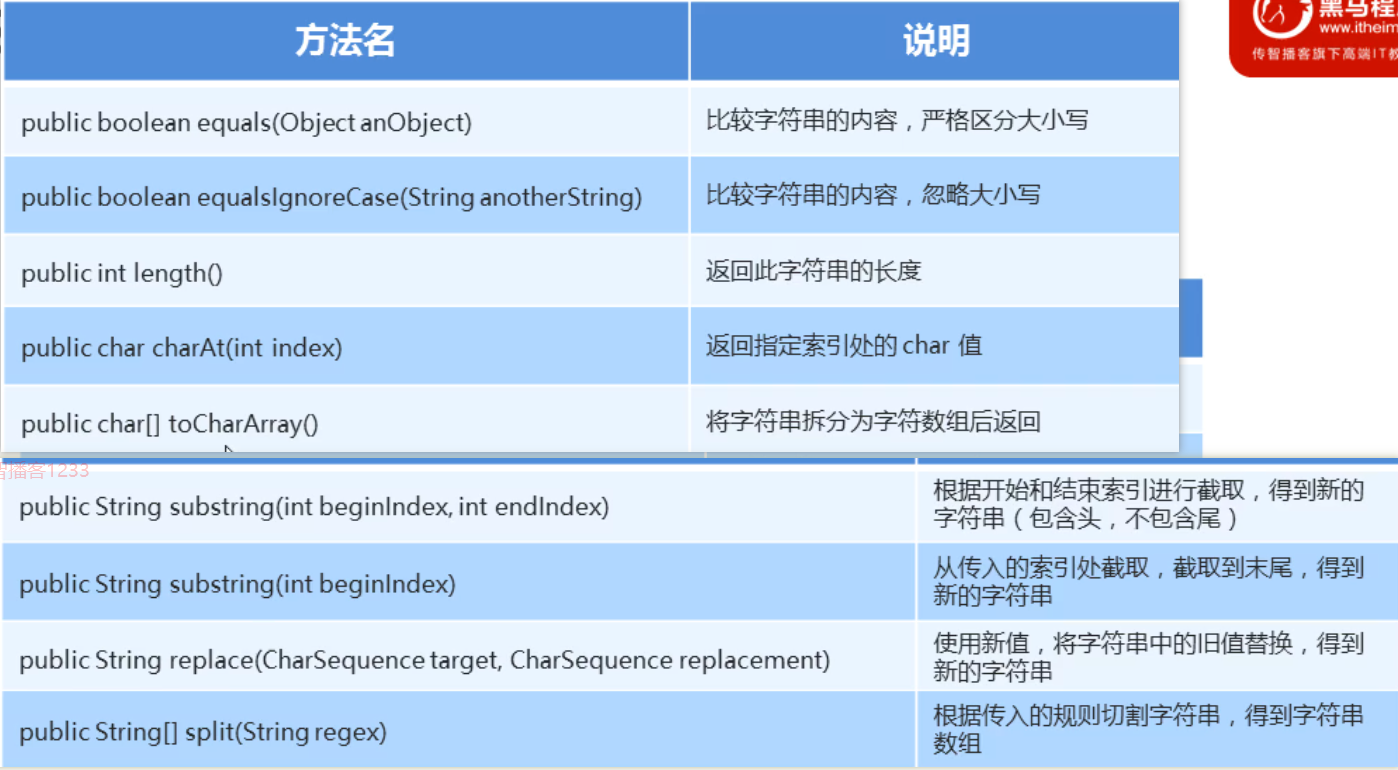 方法名 说明
黑马程
www.itheim
传智播客旗下高端IT教
public boolean equals(Object anObject) 比较字符串的内容，严格区分大小写
public boolean equalsIgnoreCase(String anotherString) 比较字符串的内容，忽略大小写
public int length() 返回此字符串的长度
public char charAt(int index) 返回指定索引处的 char 值
public char[] toCharArray() 将字符串拆分为字符数组后返回
智播客1233
public String substring(int beginIndex, int endIndex) 根据开始和结束索引进行截取，得到新的
字符串（包含头，不包含尾）
public String substring(int beginIndex) 从传入的索引处截取，截取到末尾，得到
新的字符串
public String replace(CharSequence target, CharSequence replacement) 使用新值，将字符串中的旧值替换，得到
新的字符串
public String[] split(String regex) 根据传入的规则切割字符串，得到字符串
数组